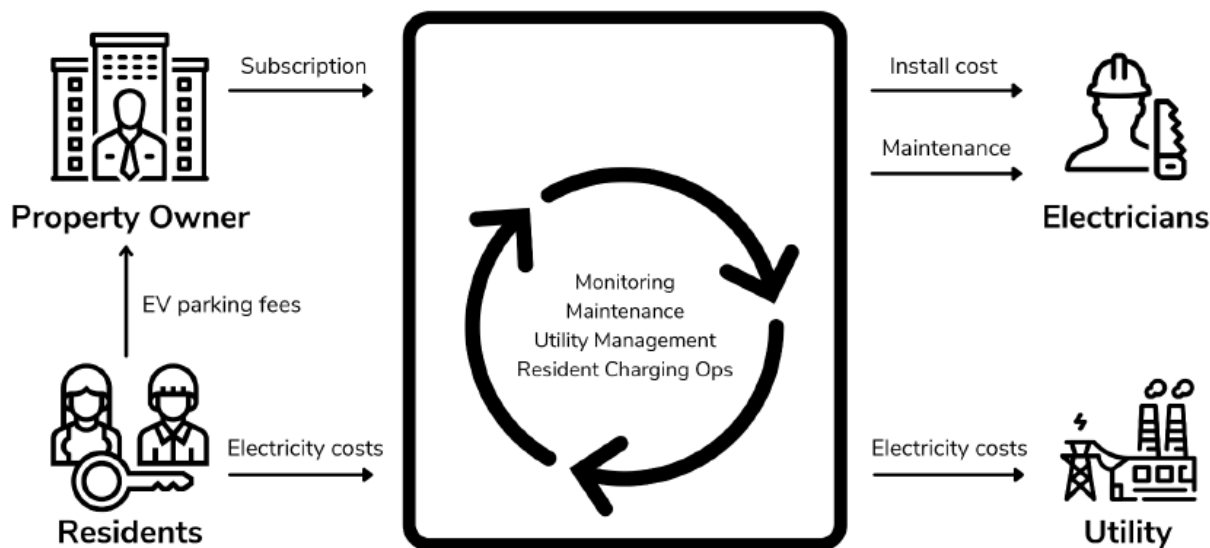 Subscription
Install cost
Maintenance
Property Owner
Electricians
EV parking fees
Monitoring
Maintenance
Utility Management
Resident Charging Ops
Electricity costs
Electricity costs
Residents
Utility